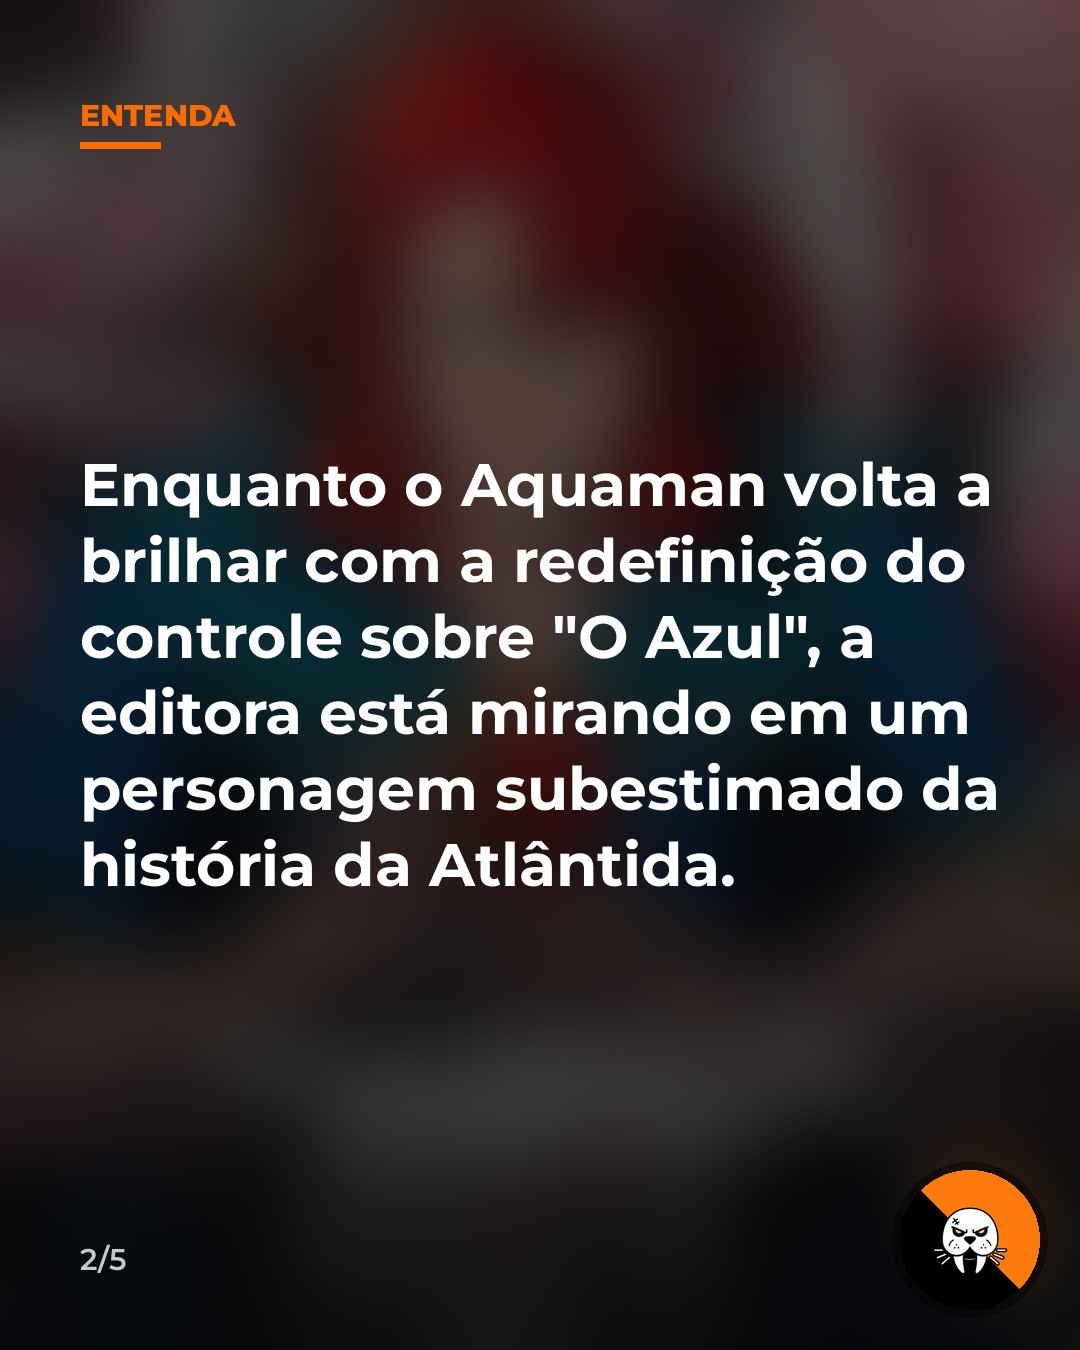 ENTENDA
Enquanto o Aquaman volta a
brilhar com a redefinição do
controle sobre "O Azul", a
editora está mirando em um
personagem subestimado da
história da Atlântida.
2/5